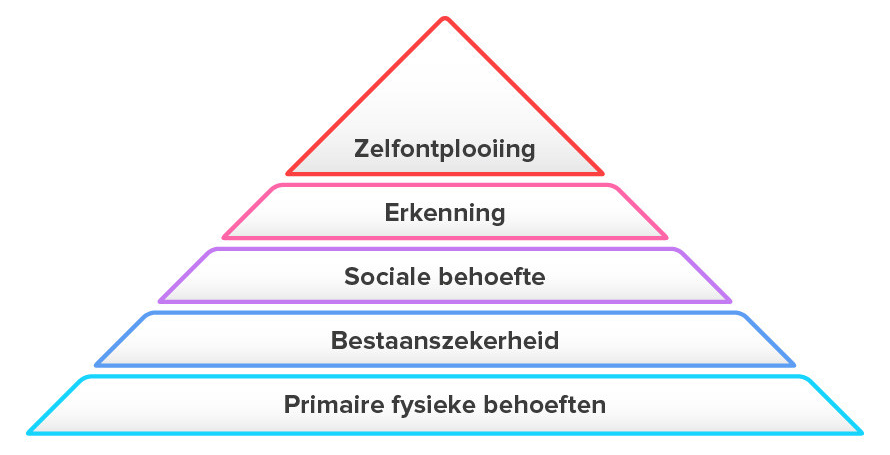 Zelfontplooiing
Erkenning
Sociale behoefte
Bestaanszekerheid
Primaire fysieke behoeften